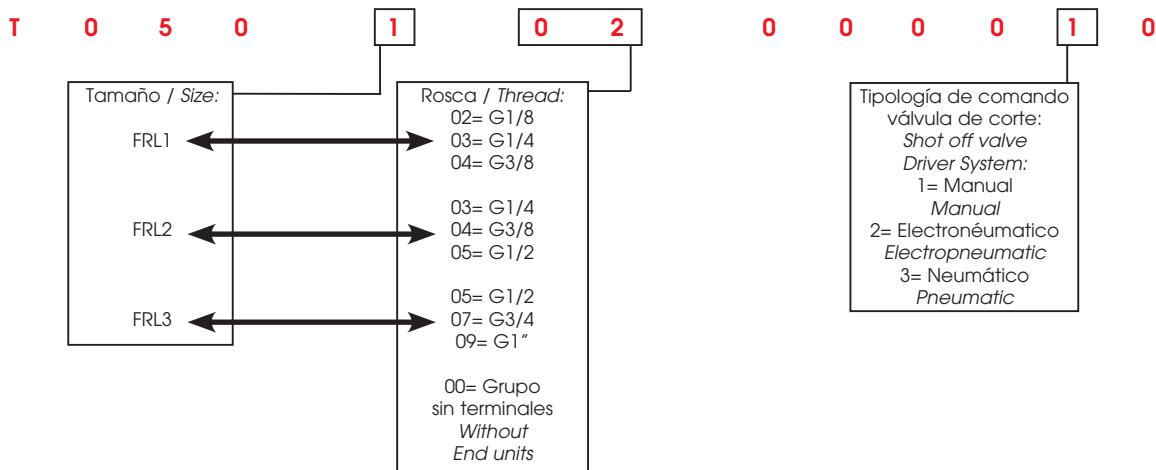 T 0 5 0 1 0 2 0 0 0 0 1 0
Tamaño / Size:
FRL1
FRL2
FRL3
Rosca / Thread:
02= G1/8
03= G1/4
04= G3/8
03= G1/4
04= G3/8
05= G1/2
05= G1/2
07= G3/4
09= G1”
00= Grupo
sin terminales
Without
End units
Tipología de comando
válvula de corte:
Shot off valve
Driver System:
1= Manual
Manual
2= Electronéumatico
Electropneumatic
3= Neumático
Pneumatic